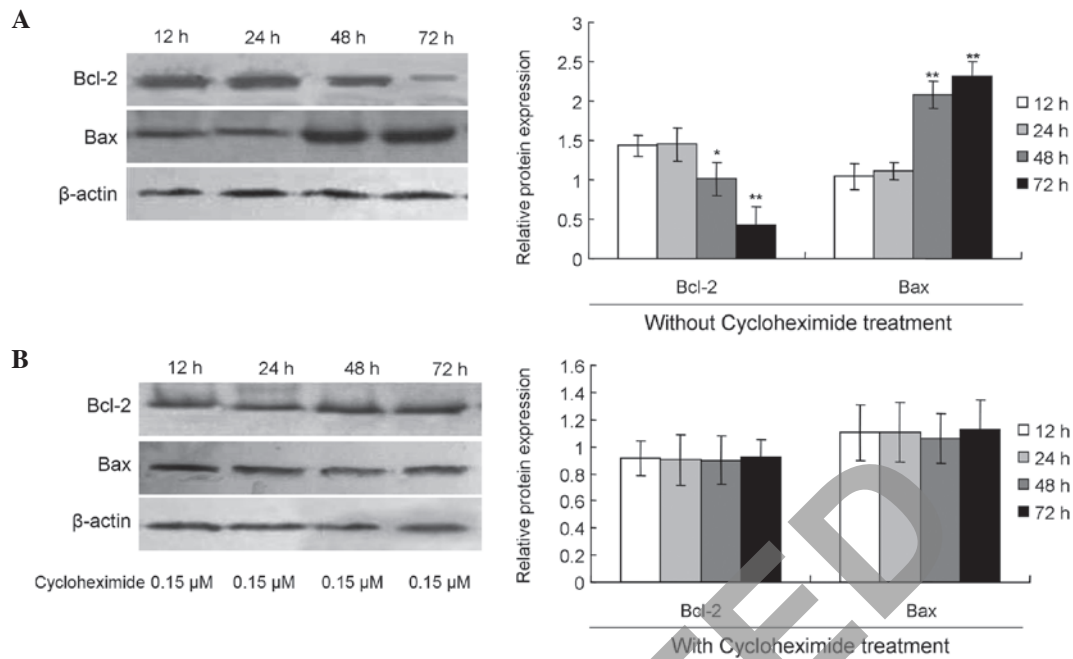 A
12 h 24 h 48 h 72 h
Bcl-2
Bax
β-actin
Relative protein expression
3
2.5
2
1.5
1
0.5
0
* ** ** **
12 h
24 h
48 h
72 h
Bcl-2 Bax
Without Cycloheximide treatment
B
12 h 24 h 48 h 72 h
Bcl-2
Bax
β-actin
Cycloheximide 0.15 µM 0.15 µM 0.15 µM 0.15 µM
Relative protein expression
1.6
1.4
1.2
1
0.8
0.6
0.4
0.2
0
12 h
24 h
48 h
72 h
Bcl-2 Bax
With Cycloheximide treatment